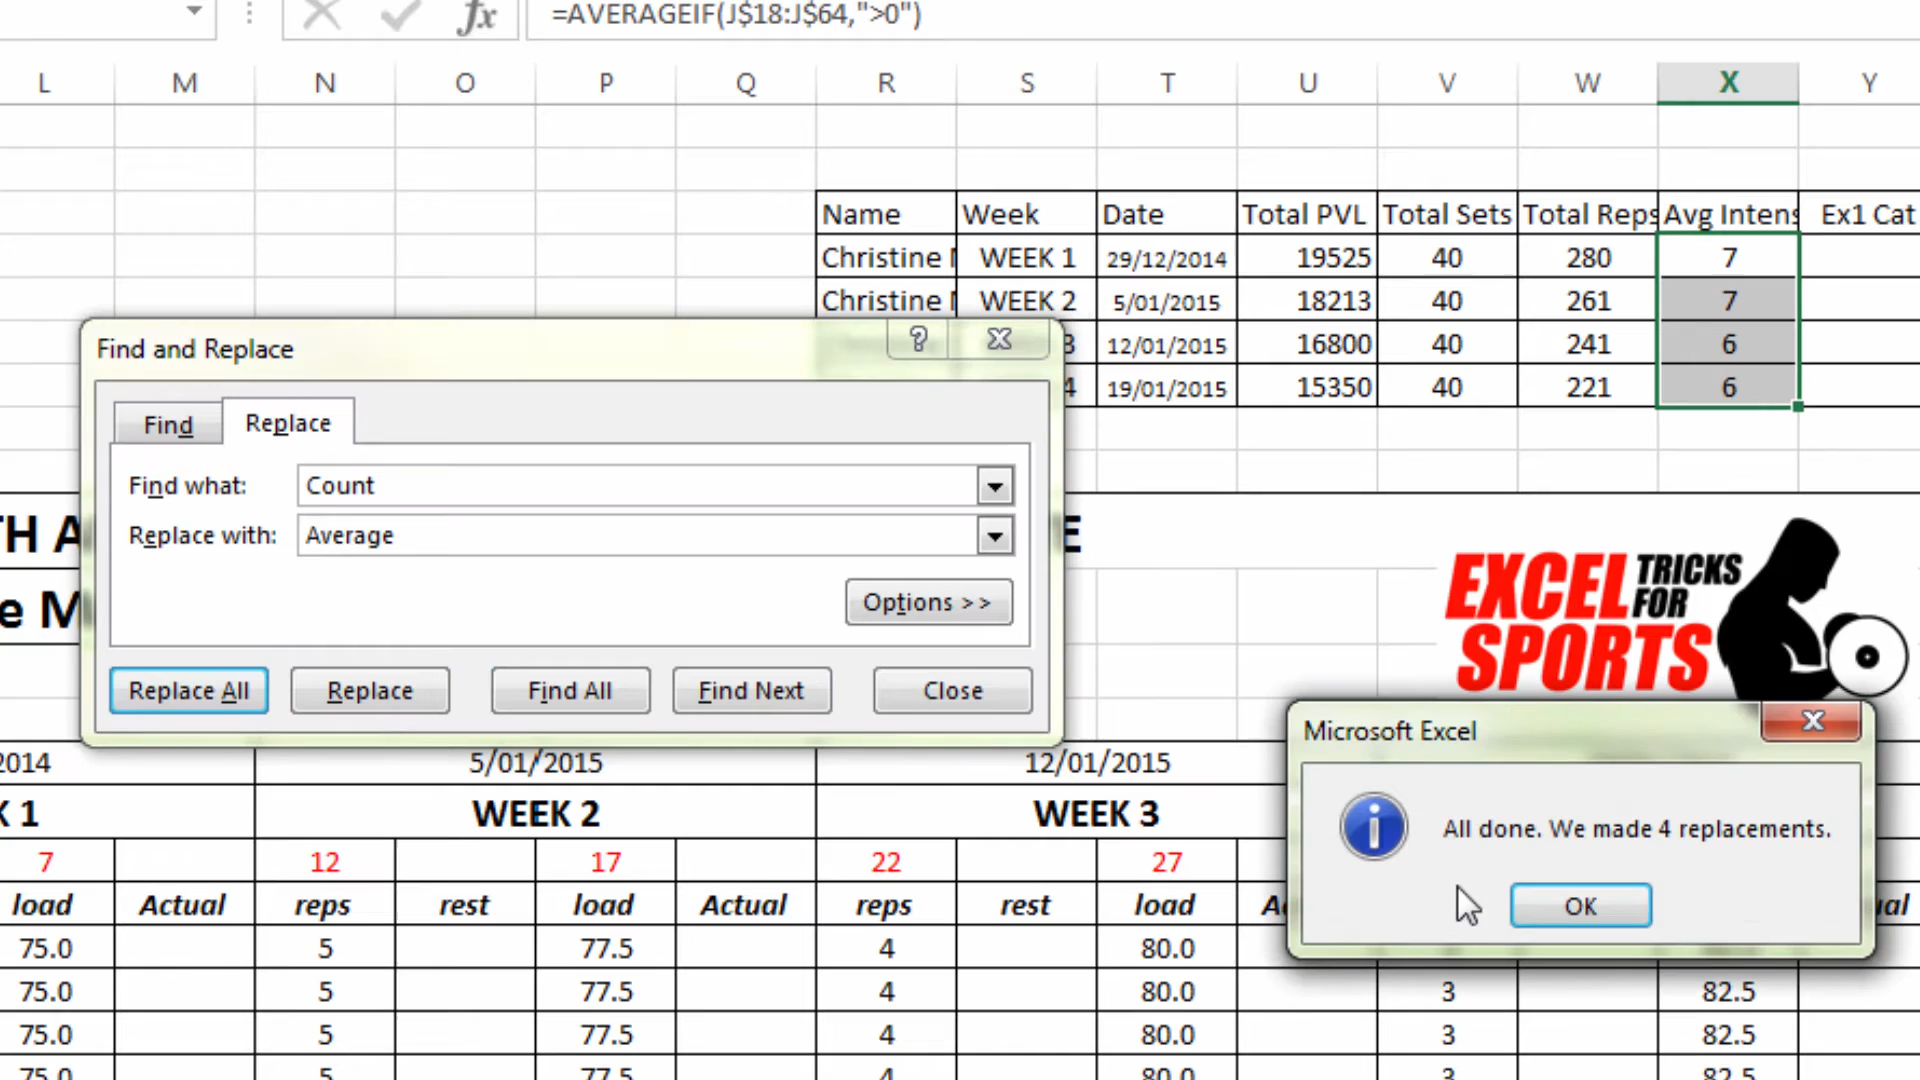 fx =AVERAGEIF(J$18:J$64,">0")
L M N O P Q R S T U V W X Y
Name Week Date Total PVL Total Sets Total Reps Avg Intens Ex1 Cat
Christine WEEK 1 29/12/2014 19525 40 280 7
Christine WEEK 2 5/01/2015 18213 40 261 7
3 12/01/2015 16800 40 241 6
4 19/01/2015 15350 40 221 6
Find and Replace
?
Find Replace
Find what: Count
Replace with: Average
Options >>
Replace All Replace Find All Find Next Close
TH A E
e M
EXCEL TRICKS FOR SPORTS
Microsoft Excel
All done. We made 4 replacements.
OK
2014 5/01/2015 12/01/2015
K 1 WEEK 2 WEEK 3
7 12 17 22 27
load Actual reps rest load Actual reps rest load A ual
75.0 5 77.5 4 80.0
75.0 5 77.5 4 80.0 3 82.5
75.0 5 77.5 4 80.0 3 82.5
75.0 5 77.5 4 80.0 3 82.5